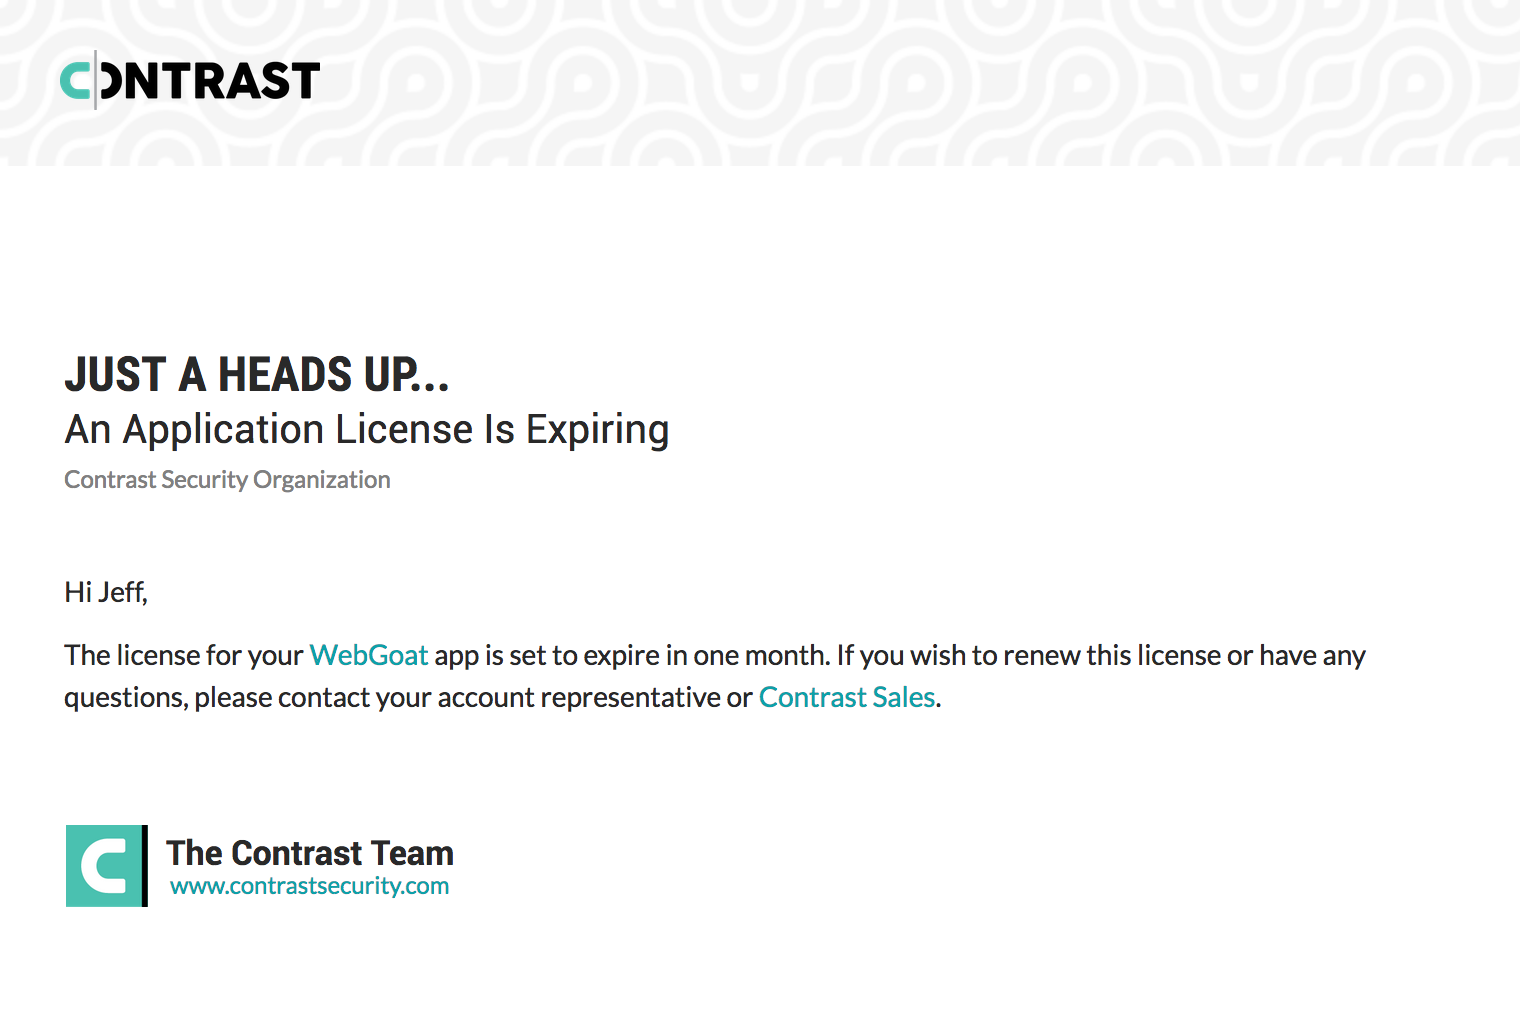 CONTRAST
JUST A HEADS UP...
An Application License Is Expiring
Contrast Security Organization
Hi Jeff,
The license for your WebGoat app is set to expire in one month. If you wish to renew this license or have any
questions, please contact your account representative or Contrast Sales.
C
The Contrast Team
www.contrastsecurity.com